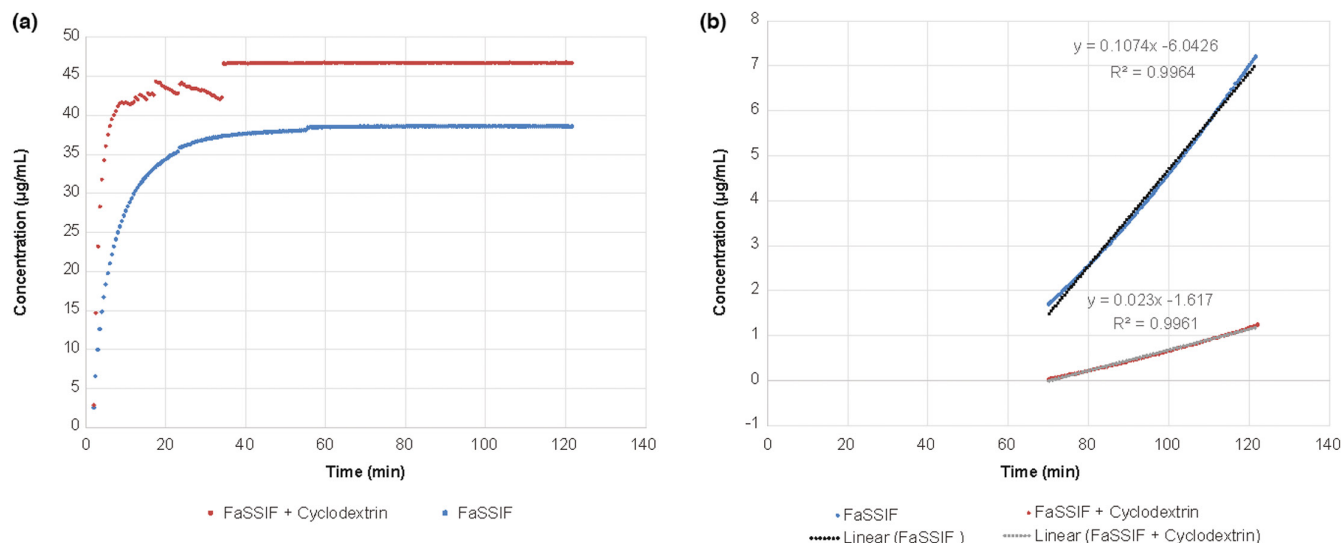 (a)
50
45
40
35
30
25
20
15
10
5
0
Concentration (µg/mL)
0 20 40 60 80 100 120 140
Time (min)
FaSSIF + Cyclodextrin FaSSIF
(b)
8
7
6
5
4
3
2
1
0
-1
Concentration (µg/mL)
y = 0.1074x -6.0426
R² = 0.9964
y = 0.023x -1.617
R² = 0.9961
0 20 40 60 80 100 120 140
Time (min)
FaSSIF FaSSIF + Cyclodextrin
Linear (FaSSIF ) Linear (FaSSIF + Cyclodextrin)